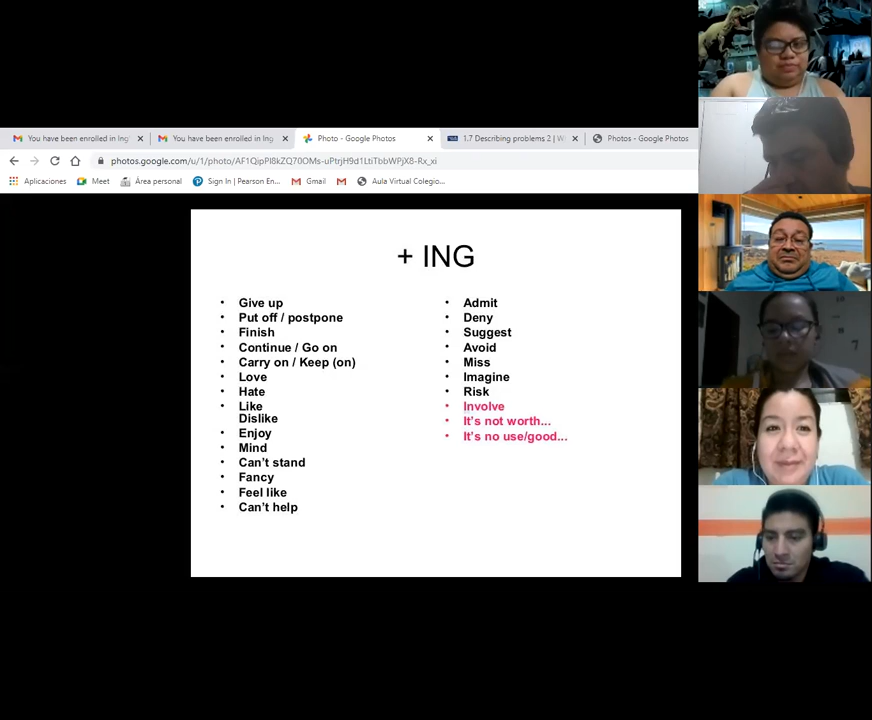 You have been enrolled in Ing
You have been enrolled in Ing
Photo - Google Photos
1.7 Describing problems 2 | W
Photos - Google Photos
photos.google.com/u/1/photo/AF1QipPl8kZQ70OMs-uPtrjH9d1LtiTbbWPjX8-Rx_xi
Aplicaciones
Meet
Área personal
Sign In | Pearson En...
Gmail
Aula Virtual Colegio...
+ ING
• Give up
• Put off / postpone
• Finish
• Continue / Go on
• Carry on / Keep (on)
• Love
• Hate
• Like
Dislike
• Enjoy
• Mind
• Can't stand
• Fancy
• Feel like
• Can't help
• Admit
• Deny
• Suggest
• Avoid
• Miss
• Imagine
• Risk
• Involve
• It's not worth...
• It's no use/good...